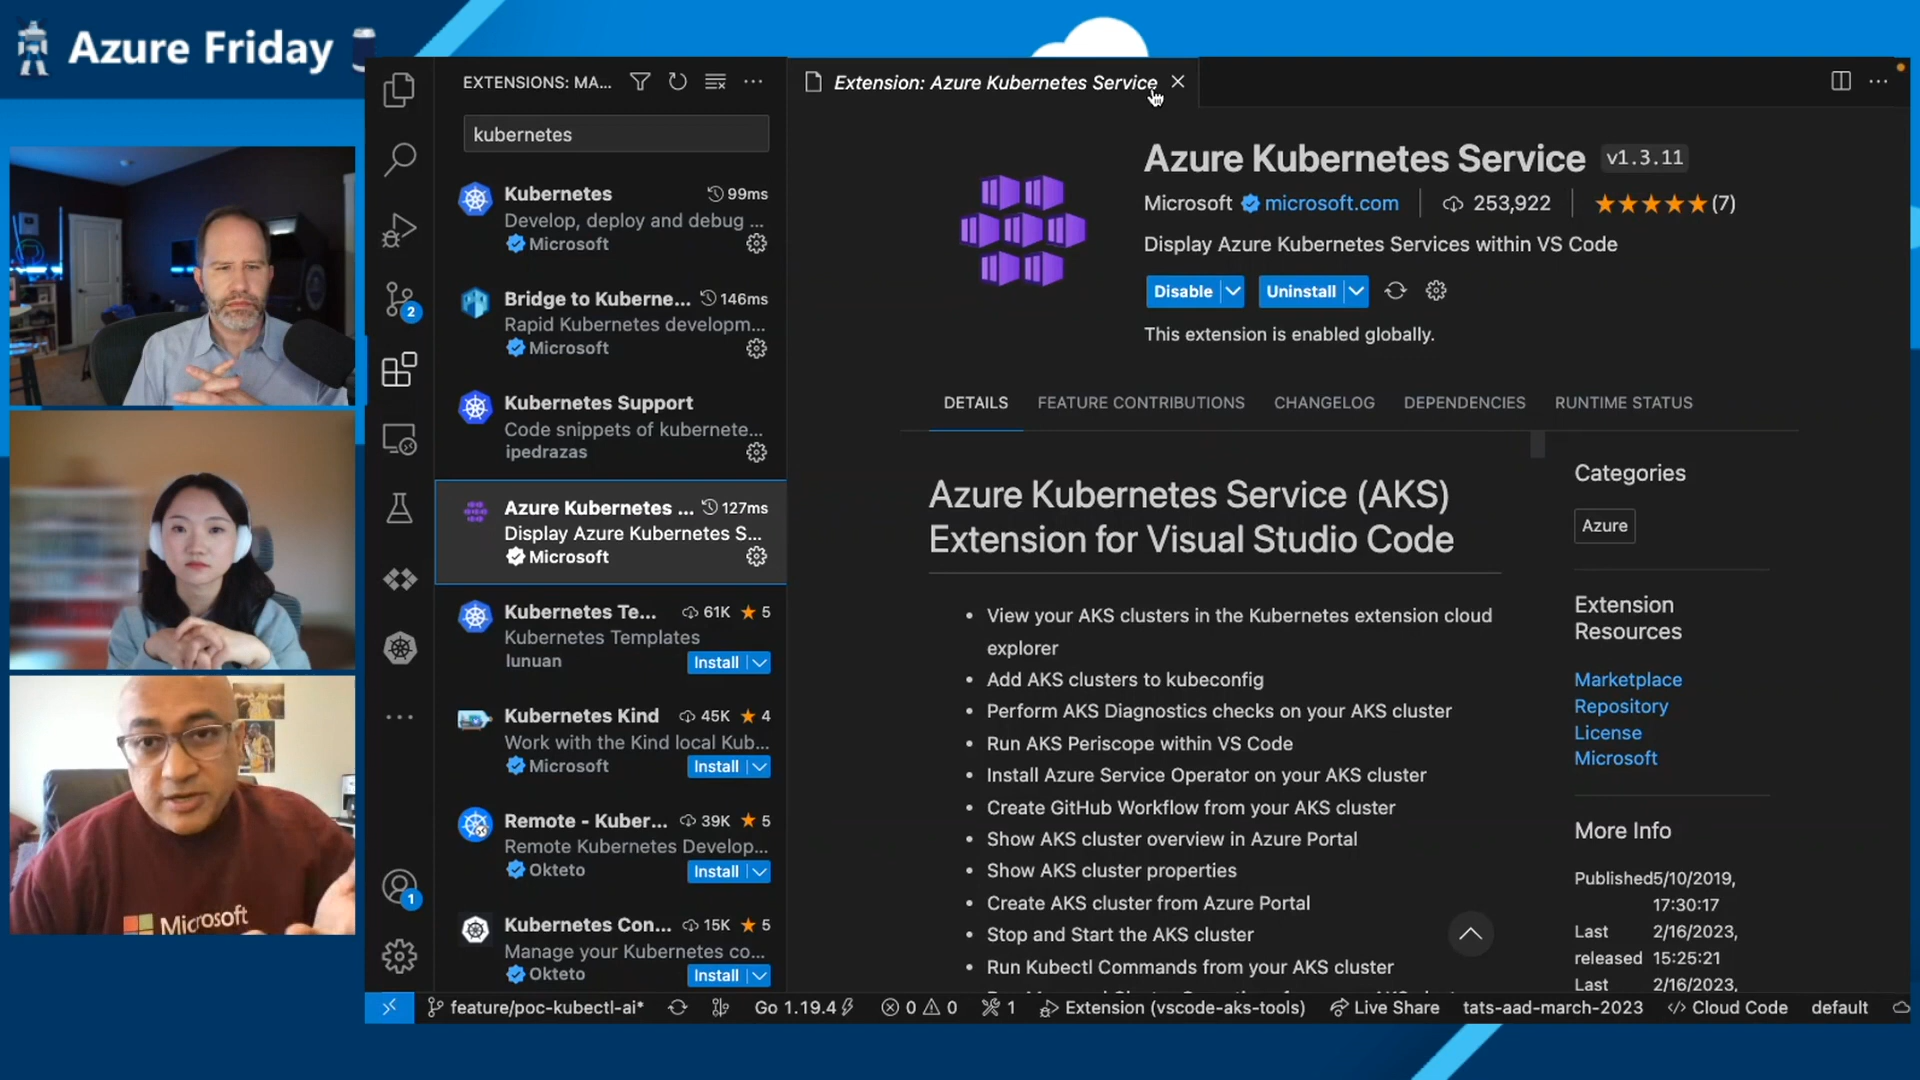 Azure Friday
EXTENSIONS: MA...
kubernetes
Kubernetes
99ms
Develop, deploy and debug ...
Microsoft
Bridge to Kuberne...
146ms
Rapid Kubernetes developm...
Microsoft
Kubernetes Support
Code snippets of kubernete...
ipedrazas
Azure Kubernetes ...
127ms
Display Azure Kubernetes S...
Microsoft
Kubernetes Te...
61K ★ 5
Kubernetes Templates
lunuan
Install
Kubernetes Kind
45K ★ 4
Work with the Kind local Kub...
Microsoft
Install
Remote - Kuber...
39K ★ 5
Remote Kubernetes Develop...
Okteto
Install
Kubernetes Con...
15K ★ 5
Manage your Kubernetes co...
Okteto
Install
2
1
Extension: Azure Kubernetes Service
Azure Kubernetes Service v1.3.11
Microsoft microsoft.com | 253,922 | ★★★★★(7)
Display Azure Kubernetes Services within VS Code
Disable Uninstall
This extension is enabled globally.
DETAILS FEATURE CONTRIBUTIONS CHANGELOG DEPENDENCIES RUNTIME STATUS
Azure Kubernetes Service (AKS)
Extension for Visual Studio Code
• View your AKS clusters in the Kubernetes extension cloud
explorer
• Add AKS clusters to kubeconfig
• Perform AKS Diagnostics checks on your AKS cluster
• Run AKS Periscope within VS Code
• Install Azure Service Operator on your AKS cluster
• Create GitHub Workflow from your AKS cluster
• Show AKS cluster overview in Azure Portal
• Show AKS cluster properties
• Create AKS cluster from Azure Portal
• Stop and Start the AKS cluster
• Run Kubectl Commands from your AKS cluster
Categories
Azure
Extension
Resources
Marketplace
Repository
License
Microsoft
More Info
Published 5/10/2019,
17:30:17
Last 2/16/2023,
released 15:25:21
Last 2/16/2023,
Microsoft
feature/poc-kubectl-ai* Go 1.19.4 0 0 1 Extension (vscode-aks-tools) Live Share tats-aad-march-2023 Cloud Code default